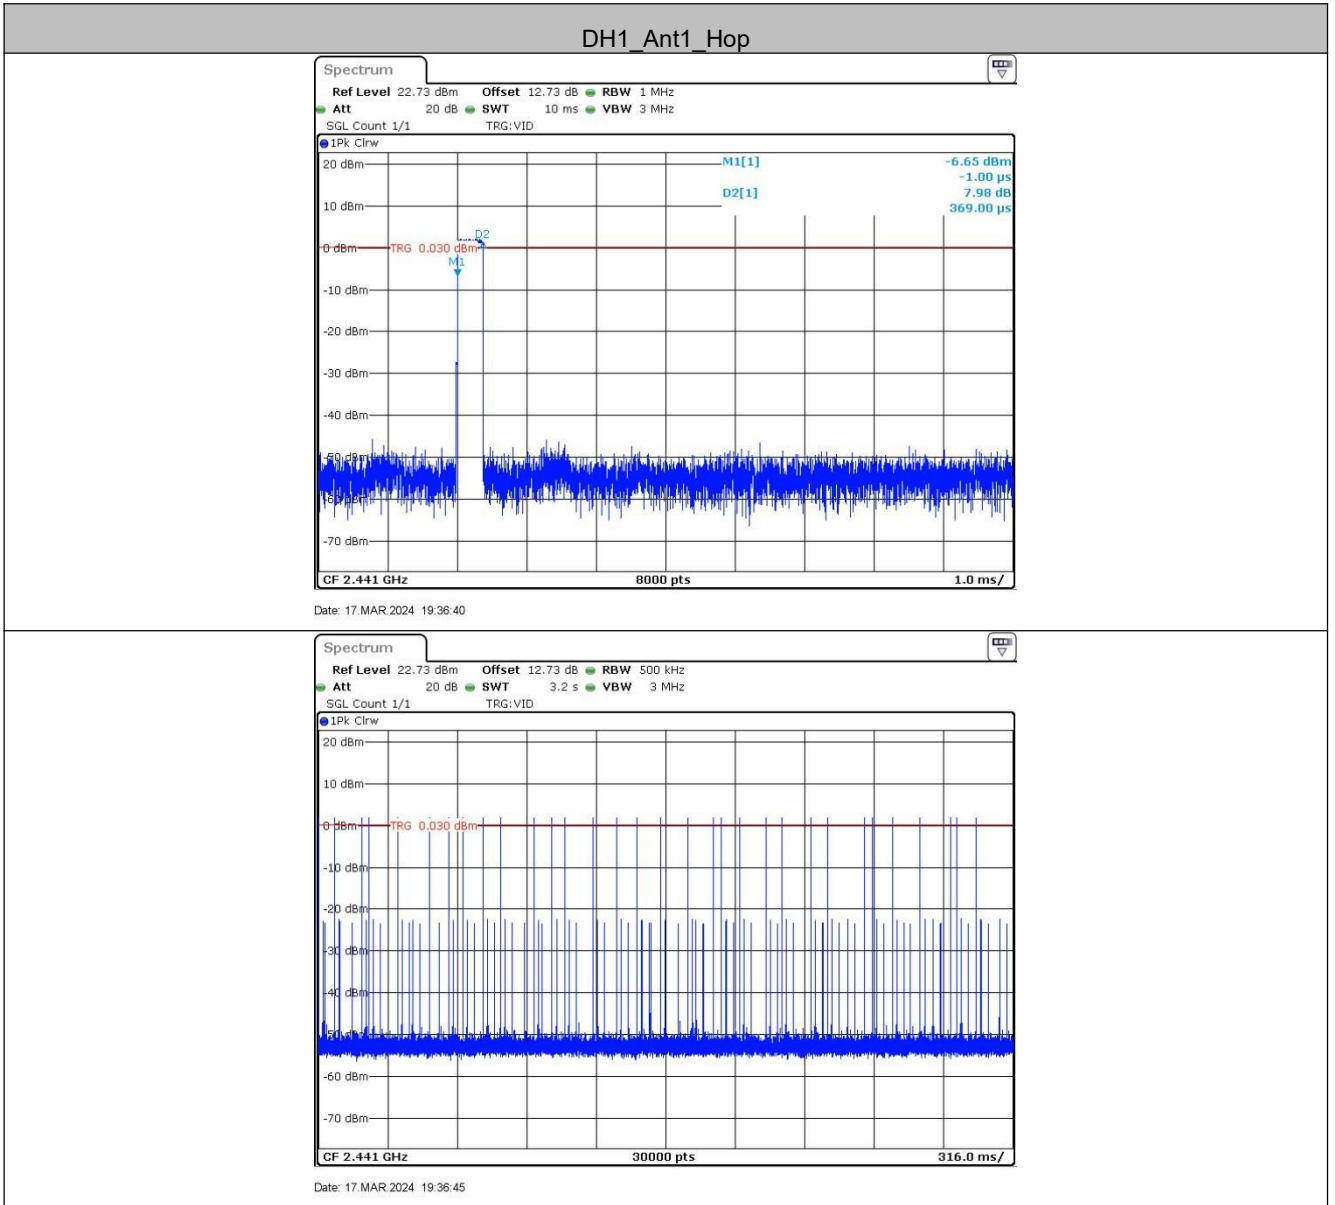 DH1_Ant1_Hop
Spectrum
Ref Level 22.73 dBm Offset 12.73 dB RBW 1 MHz
Att 20 dB SWT 10 ms VBW 3 MHz
SGL Count 1/1 TRG:VID
1Pk Clrw
20 dBm
M1[1] -6.65 dBm
-1.00 µs
D2[1] 7.98 dB
369.00 µs
10 dBm
D2
0 dBm TRG 0.030 dBm
M1
-10 dBm
-20 dBm
-30 dBm
-40 dBm
-50 dBm
-60 dBm
-70 dBm
CF 2.441 GHz 8000 pts 1.0 ms/
Date: 17.MAR.2024 19:36:40
Spectrum
Ref Level 22.73 dBm Offset 12.73 dB RBW 500 kHz
Att 20 dB SWT 3.2 s VBW 3 MHz
SGL Count 1/1 TRG:VID
1Pk Clrw
20 dBm
10 dBm
0 dBm TRG 0.030 dBm
-10 dBm
-20 dBm
-30 dBm
-40 dBm
-50 dBm
-60 dBm
-70 dBm
CF 2.441 GHz 30000 pts 316.0 ms/
Date: 17.MAR.2024 19:36:45